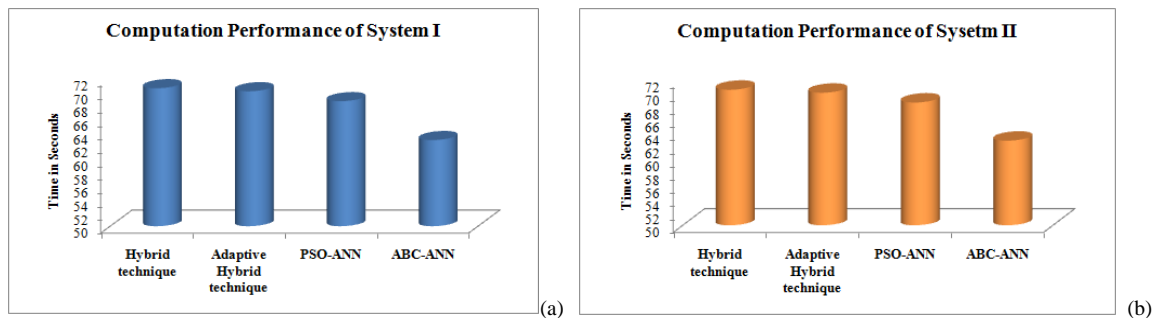 Computation Performance of System I
Time in Seconds
72
70
68
66
64
62
60
58
56
54
52
50
Hybrid technique
Adaptive Hybrid technique
PSO-ANN
ABC-ANN
(a)
Computation Performance of Sysetm II
Time in Seconds
72
70
68
66
64
62
60
58
56
54
52
50
Hybrid technique
Adaptive Hybrid technique
PSO-ANN
ABC-ANN
(b)